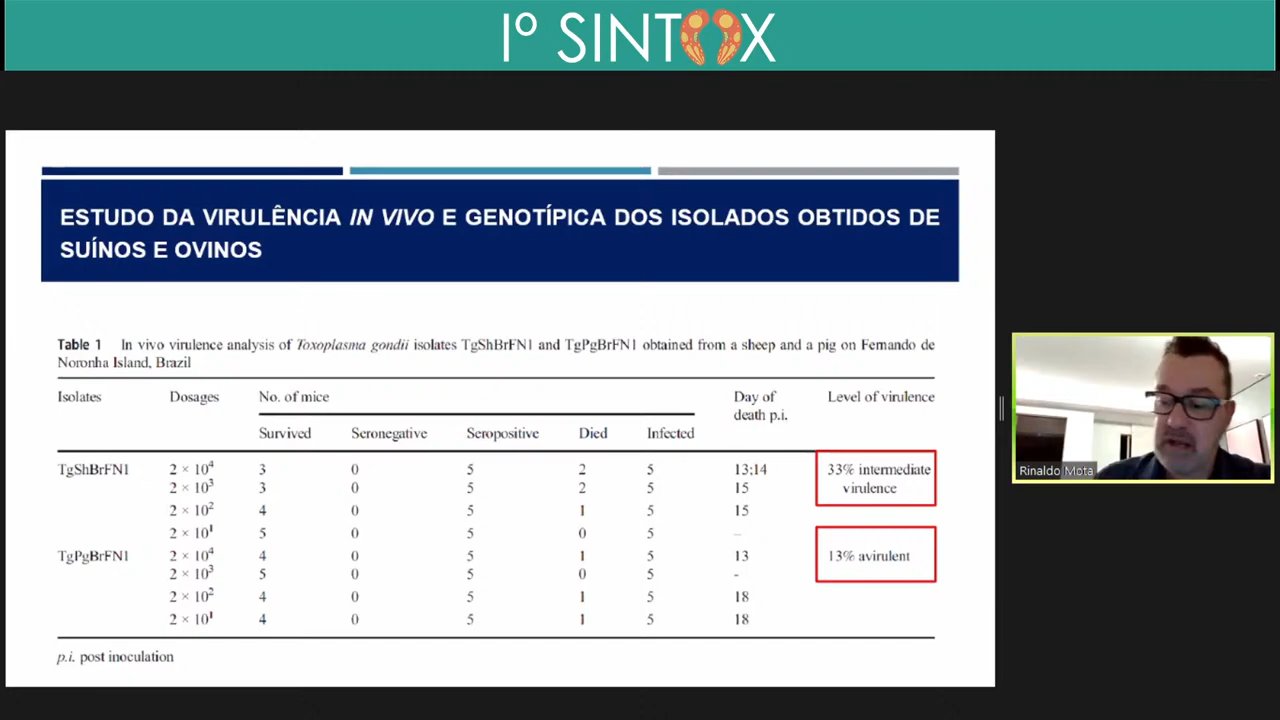 Iº SINTOX
ESTUDO DA VIRULÊNCIA IN VIVO E GENOTÍPICA DOS ISOLADOS OBTIDOS DE
SUÍNOS E OVINOS
Table 1 In vivo virulence analysis of Toxoplasma gondii isolates TgShBrFN1 and TgPgBrFN1 obtained from a sheep and a pig on Fernando de
Noronha Island, Brazil
Isolates Dosages No. of mice Day of death p.i. Level of virulence
Survived Seronegative Seropositive Died Infected
TgShBrFN1 2 × 10⁴ 3 0 5 2 5 13;14 33% intermediate
2 × 10³ 3 0 5 2 5 15 virulence
2 × 10² 4 0 5 1 5 15
2 × 10¹ 5 0 5 0 5 –
TgPgBrFN1 2 × 10⁴ 4 0 5 1 5 13 13% avirulent
2 × 10³ 5 0 5 0 5 -
2 × 10² 4 0 5 1 5 18
2 × 10¹ 4 0 5 1 5 18
p.i. post inoculation
Rinaldo Mota